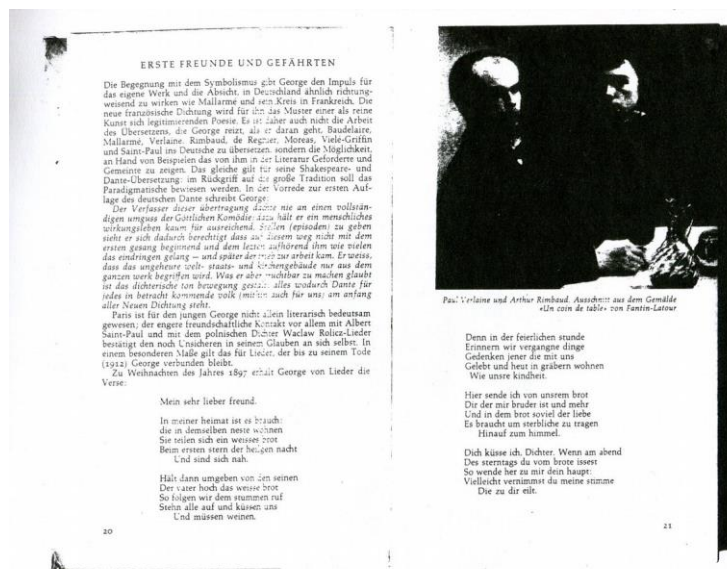 ERSTE FREUNDE UND GEFÄHRTEN
Die Begegnung mit dem Symbolismus gibt George den Impuls für
das eigene Werk und die Absicht, in Deutschland ähnlich richtung-
weisend zu wirken wie Mallarmé und sein Kreis in Frankreich. Die
neue französische Dichtung wird für ihn das Muster einer als reine
Kunst sich legitimierenden Poesie. Es ist daher auch nicht die Arbeit
des Übersetzens, die George reizt, als er daran geht, Baudelaire,
Mallarmé, Verlaine, Rimbaud, de Regnier, Moreas, Vielé-Griffin
und Saint-Paul ins Deutsche zu übersetzen, sondern die Möglichkeit,
an Hand von Beispielen das von ihm in der Literatur Geforderte und
Gemeinte zu zeigen. Das gleiche gilt für seine Shakespeare- und
Dante-Übersetzung: im Rückgriff auf die große Tradition soll das
Paradigmatische bewiesen werden. In der Vorrede zur ersten Auf-
lage des deutschen Dante schreibt George:
Der Verfasser dieser übertragung dachte nie an einen vollstän-
digen umguss der Göttlichen Komödie: dazu hält er ein menschliches
wirkungsleben kaum für ausreichend. Stellen (episoden) zu geben
sieht er sich dadurch berechtigt dass auf diesem weg nicht mit dem
ersten gesang beginnend und dem lezten aufhörend ihm wie vielen
das eindringen gelang — und später der trieb zur arbeit kam. Er weiss,
dass das ungeheure welt- staats- und kirchengebäude nur aus dem
ganzen werk begriffen wird. Was er aber fruchtbar zu machen glaubt
ist das dichterische ton bewegung gestalt: alles wodurch Dante für
jedes in betracht kommende volk (mithin auch für uns) am anfang
aller Neuen Dichtung steht.
Paris ist für den jungen George nicht allein literarisch bedeutsam
gewesen; der engere freundschaftliche Kontakt vor allem mit Albert
Saint-Paul und mit dem polnischen Dichter Waclaw Rolicz-Lieder
bestätigt den noch Unsicheren in seinem Glauben an sich selbst. In
einem besonderen Maße gilt das für Lieder, der bis zu seinem Tode
(1912) George verbunden bleibt.
Zu Weihnachten des Jahres 1897 erhält George von Lieder die
Verse:
Mein sehr lieber freund.
In meiner heimat ist es brauch:
die in demselben neste wohnen
Sie teilen sich ein weisses brot
Beim ersten stern der heilgen nacht
Und sind sich nah.
Hält dann umgeben von den seinen
Der vater hoch das weisse brot
So folgen wir dem stummen ruf
Stehn alle auf und küssen uns
Und müssen weinen.
20
Paul Verlaine und Arthur Rimbaud. Ausschnitt aus dem Gemälde
«Un coin de table» von Fantin-Latour
Denn in der feierlichen stunde
Erinnern wir vergangne dinge
Gedenken jener die mit uns
Gelebt und heut in gräbern wohnen
Wie unsre kindheit.
Hier sende ich von unsrem brot
Dir der mir bruder ist und mehr
Und in dem brot soviel der liebe
Es braucht um sterbliche zu tragen
Hinauf zum himmel.
Dich küsse ich, Dichter. Wenn am abend
Des sterntags du vom brote issest
So wende her zu mir dein haupt:
Vielleicht vernimmst du meine stimme
Die zu dir eilt.
21